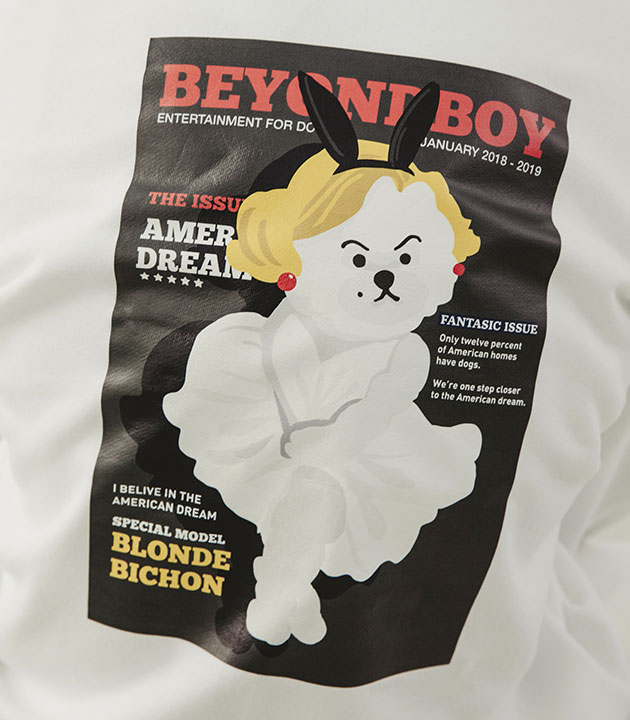 BEYONDBOY
ENTERTAINMENT FOR DO
JANUARY 2018 - 2019
THE ISSU
AMER
DREAM
FANTASIC ISSUE
Only twelve percent
of American homes
have dogs.
We're one step closer
to the American dream.
I BELIVE IN THE
AMERICAN DREAM
SPECIAL MODEL
BLONDE
BICHON